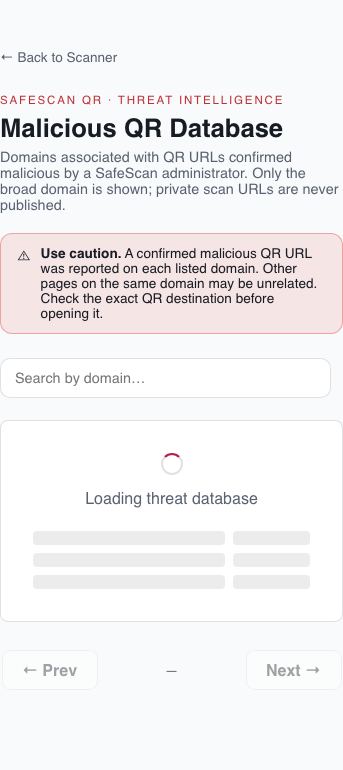 ← Back to Scanner
SAFESCAN QR · THREAT INTELLIGENCE
Malicious QR Database
Domains associated with QR URLs confirmed
malicious by a SafeScan administrator. Only the
broad domain is shown; private scan URLs are never
published.
⚠ Use caution. A confirmed malicious QR URL
was reported on each listed domain. Other
pages on the same domain may be unrelated.
Check the exact QR destination before
opening it.
Search by domain…
Loading threat database
← Prev — Next →